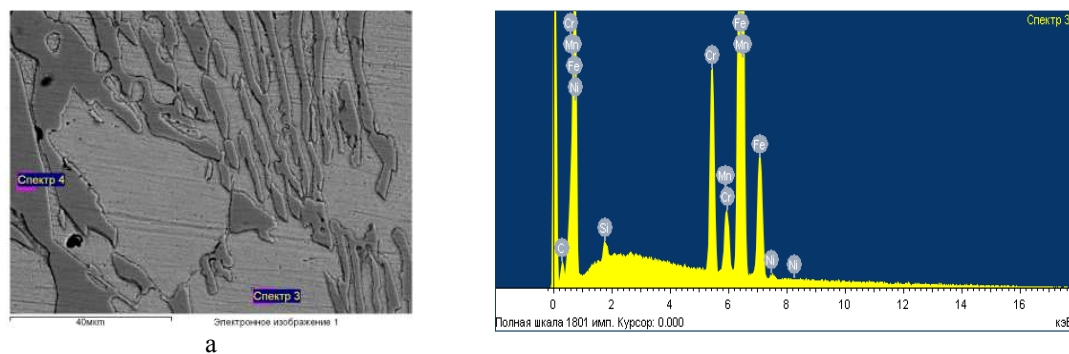 Спектр 4
Спектр 3
40мкм
Электронное изображение 1
а
Спектр 3
Cr
Mn
Fe
Ni
C
Si
Cr
Mn
Cr
Fe
Mn
Fe
Ni
Ni
0 2 4 6 8 10 12 14 16
Полная шкала 1801 имп. Курсор: 0.000
кэВ